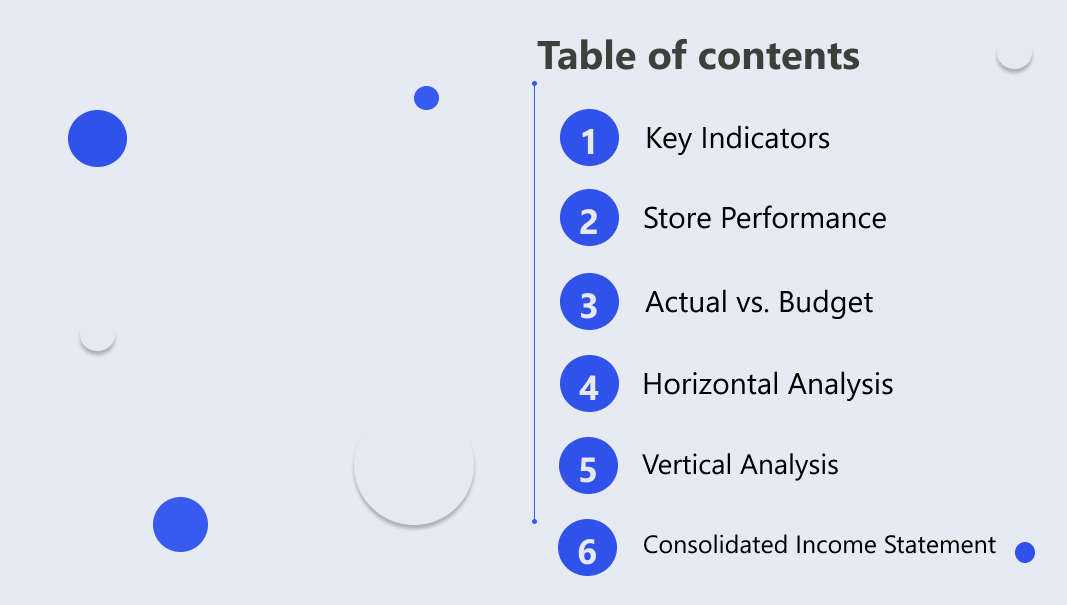 Table of contents
1 Key Indicators
2 Store Performance
3 Actual vs. Budget
4 Horizontal Analysis
5 Vertical Analysis
6 Consolidated Income Statement